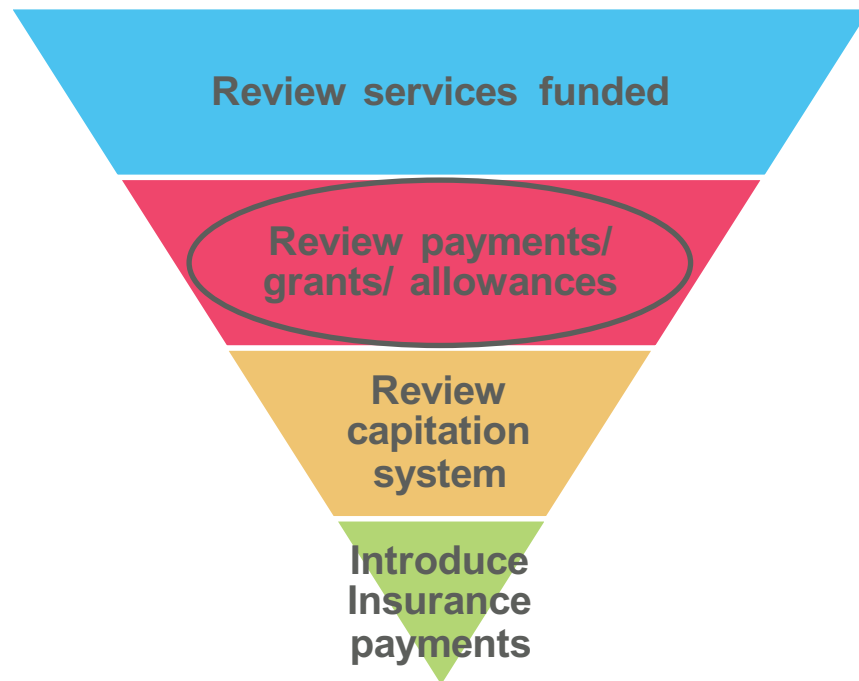 Review services funded
Review payments/
grants/ allowances
Review
capitation
system
Introduce
Insurance
payments